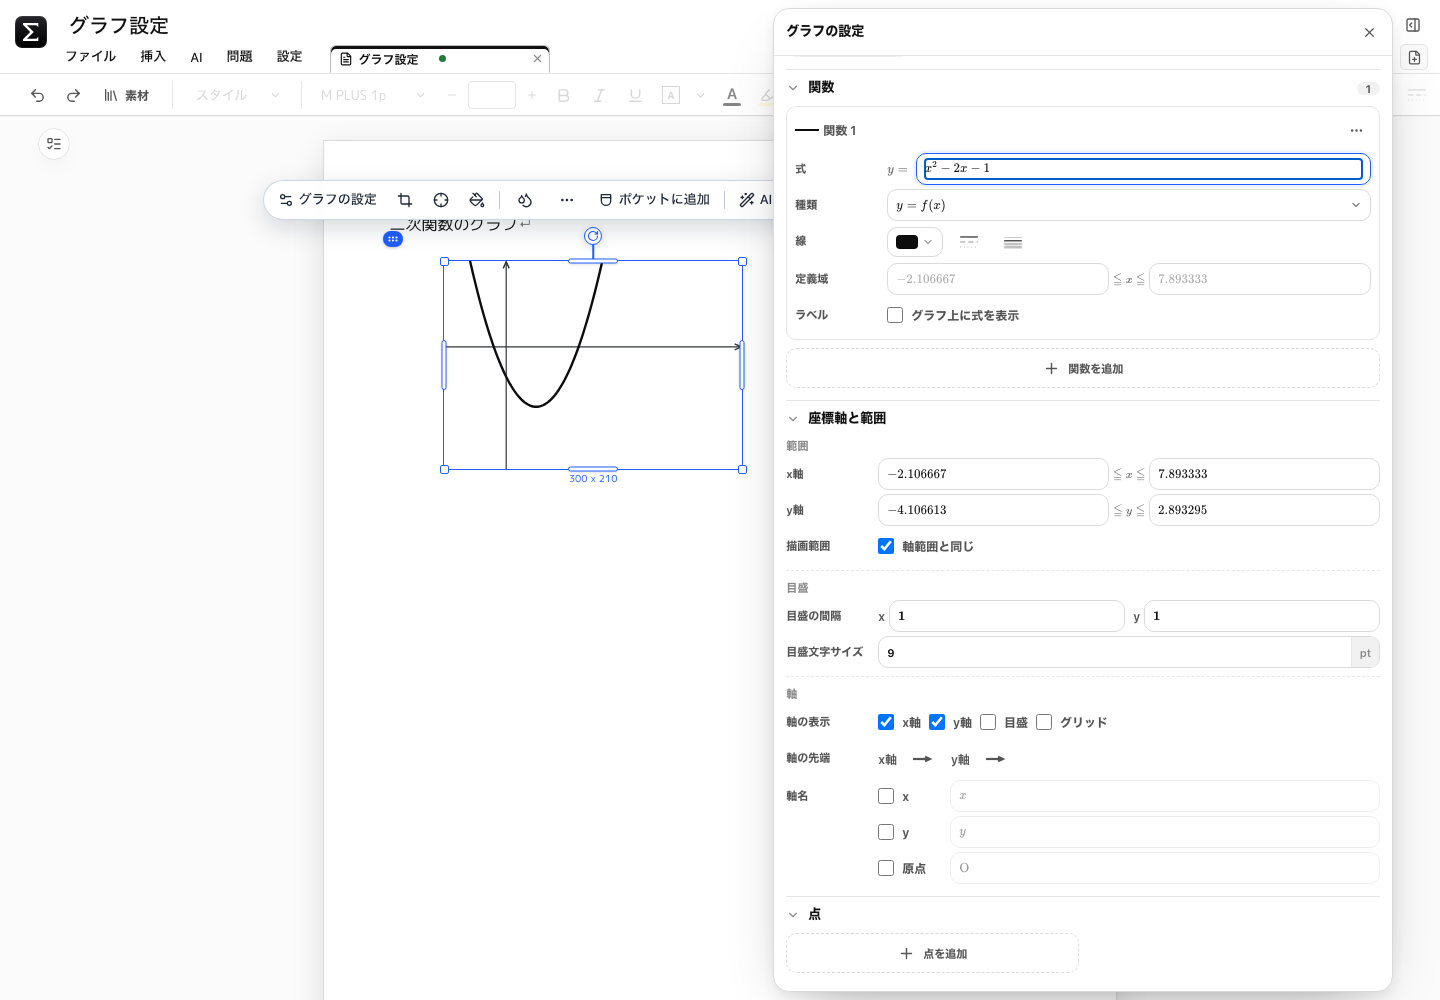 Σ
グラフ設定
ファイル 挿入 AI 問題 設定
グラフ設定
素材 スタイル M PLUS 1p B I U A A
グラフの設定 ポケットに追加 AI
二次関数のグラフ↵
300 x 210
グラフの設定
関数 1
関数 1
式 y = x² − 2x − 1
種類 y = f(x)
線
定義域 −2.106667 ≦ x ≦ 7.893333
ラベル グラフ上に式を表示
関数を追加
座標軸と範囲
範囲
x軸 −2.106667 ≦ x ≦ 7.893333
y軸 −4.106613 ≦ y ≦ 2.893295
描画範囲 軸範囲と同じ
目盛
目盛の間隔 x 1 y 1
目盛文字サイズ 9 pt
軸
軸の表示 x軸 y軸 目盛 グリッド
軸の先端 x軸 y軸
軸名 x x
y y
原点 O
点
点を追加